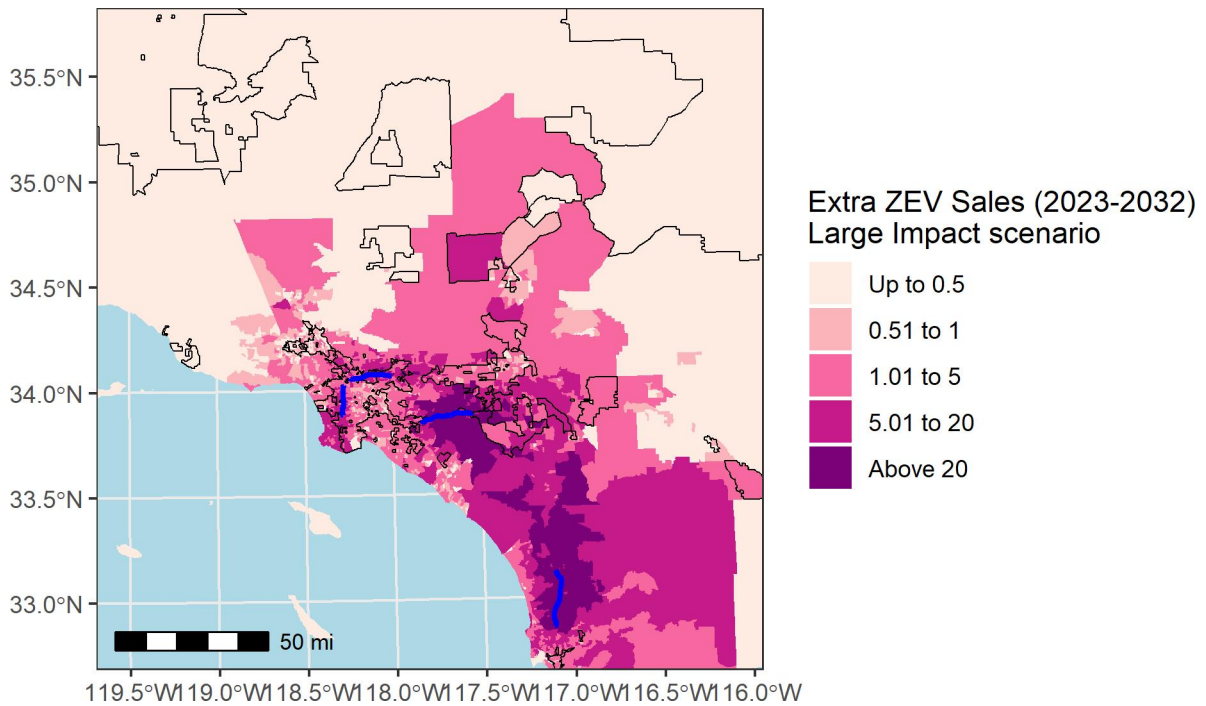 35.5°N
35.0°N
34.5°N
34.0°N
33.5°N
33.0°N
50 mi
119.5°W119.0°W118.5°W118.0°W117.5°W117.0°W116.5°W116.0°W
Extra ZEV Sales (2023-2032)
Large Impact scenario
Up to 0.5
0.51 to 1
1.01 to 5
5.01 to 20
Above 20